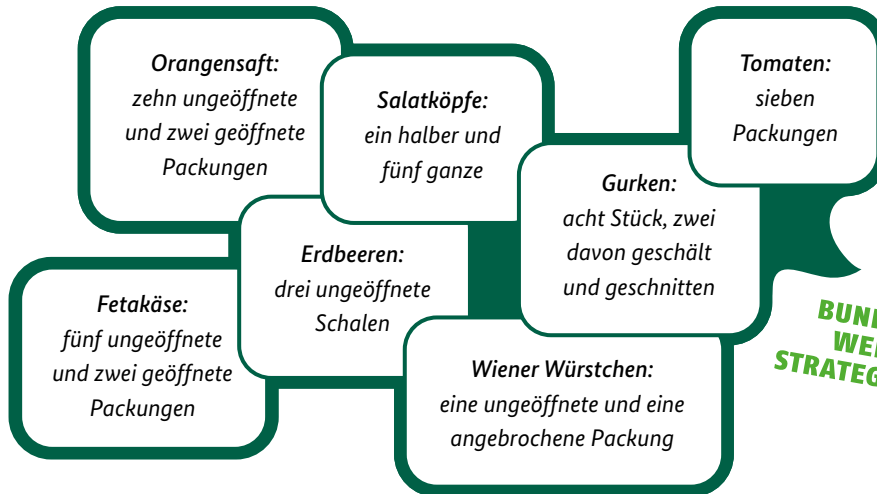 Orangensaft:
zehn ungeöffnete
und zwei geöffnete
Packungen
Salatköpfe:
ein halber und
fünf ganze
Tomaten:
sieben
Packungen
Gurken:
acht Stück, zwei
davon geschält
und geschnitten
Erdbeeren:
drei ungeöffnete
Schalen
Fetakäse:
fünf ungeöffnete
und zwei geöffnete
Packungen
Wiener Würstchen:
eine ungeöffnete und eine
angebrochene Packung